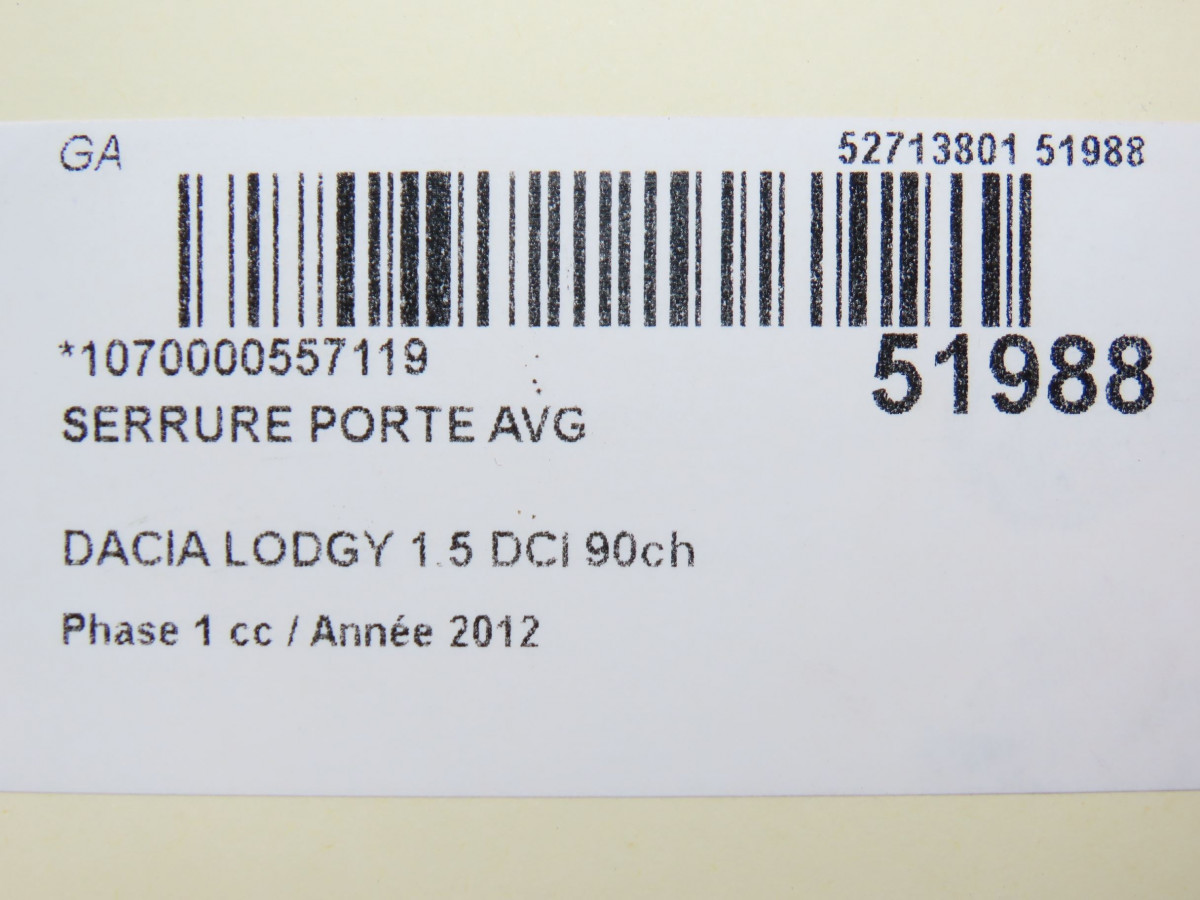 GA
52713801 51988
*1070000557119
51988
SERRURE PORTE AVG
DACIA LODGY 1.5 DCI 90ch
Phase 1 cc / Année 2012